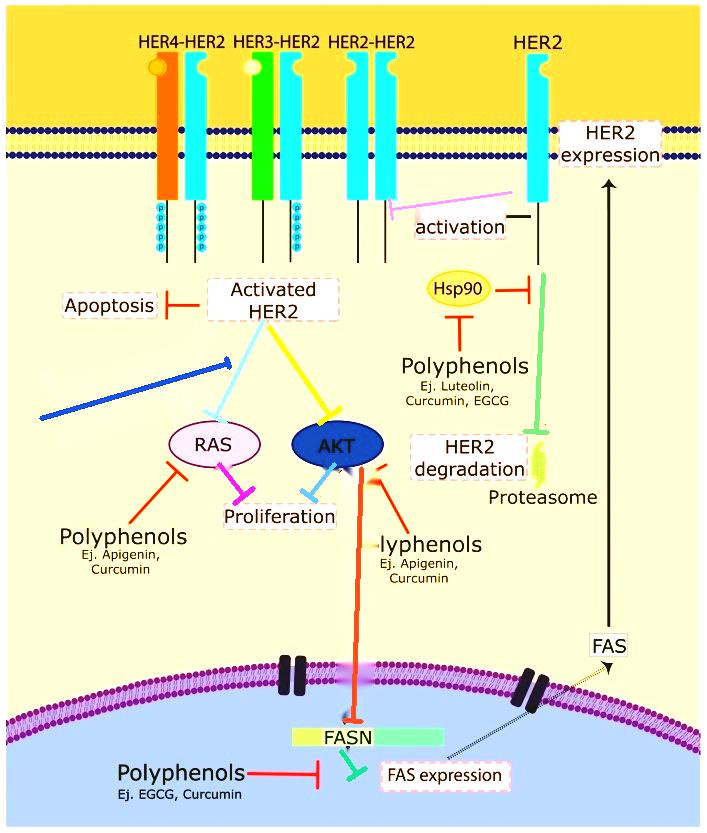 HER4-HER2 HER3-HER2 HER2-HER2 HER2
HER2
expression
P P P P P
P P P P P
P P P P P
activation
Apoptosis
Activated
HER2
Hsp90
Polyphenols
Ej. Luteolin,
Curcumin, EGCG
RAS
AKT
HER2
degradation
Proteasome
Proliferation
Polyphenols
Ej. Apigenin,
Curcumin
lyphenols
Ej. Apigenin,
Curcumin
FAS
FASN
Polyphenols
Ej. EGCG, Curcumin
FAS expression